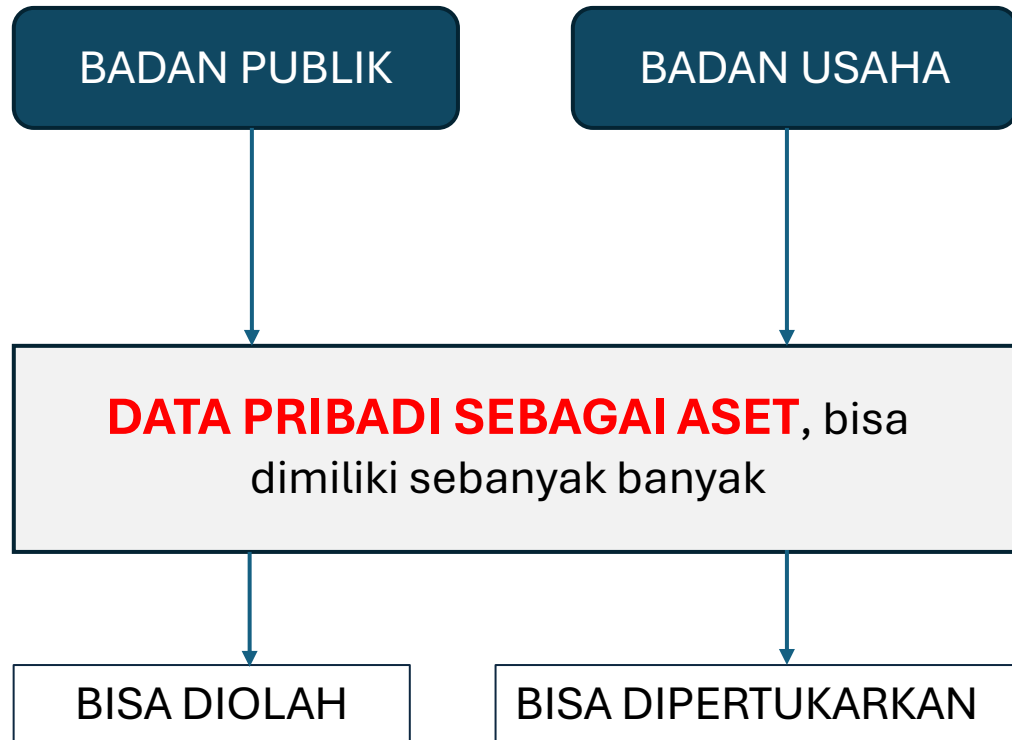 BADAN PUBLIK
BADAN USAHA
DATA PRIBADI SEBAGAI ASET, bisa
dimiliki sebanyak banyak
BISA DIOLAH
BISA DIPERTUKARKAN